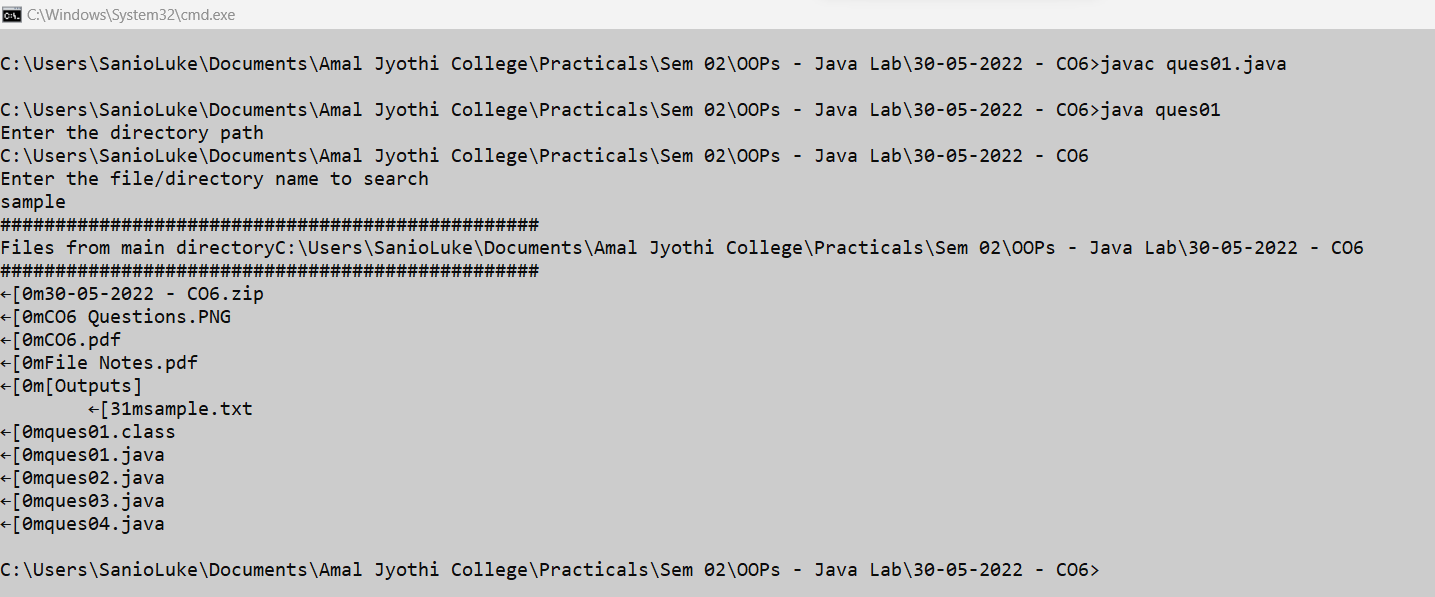 C:\Windows\System32\cmd.exe
C:\Users\SanioLuke\Documents\Amal Jyothi College\Practicals\Sem 02\OOPs - Java Lab\30-05-2022 - CO6>javac ques01.java
C:\Users\SanioLuke\Documents\Amal Jyothi College\Practicals\Sem 02\OOPs - Java Lab\30-05-2022 - CO6>java ques01
Enter the directory path
C:\Users\SanioLuke\Documents\Amal Jyothi College\Practicals\Sem 02\OOPs - Java Lab\30-05-2022 - CO6
Enter the file/directory name to search
sample
#################################################
Files from main directoryC:\Users\SanioLuke\Documents\Amal Jyothi College\Practicals\Sem 02\OOPs - Java Lab\30-05-2022 - CO6
#################################################
←[0m30-05-2022 - CO6.zip
←[0mCO6 Questions.PNG
←[0mCO6.pdf
←[0mFile Notes.pdf
←[0m[Outputs]
        ←[31msample.txt
←[0mques01.class
←[0mques01.java
←[0mques02.java
←[0mques03.java
←[0mques04.java
C:\Users\SanioLuke\Documents\Amal Jyothi College\Practicals\Sem 02\OOPs - Java Lab\30-05-2022 - CO6>